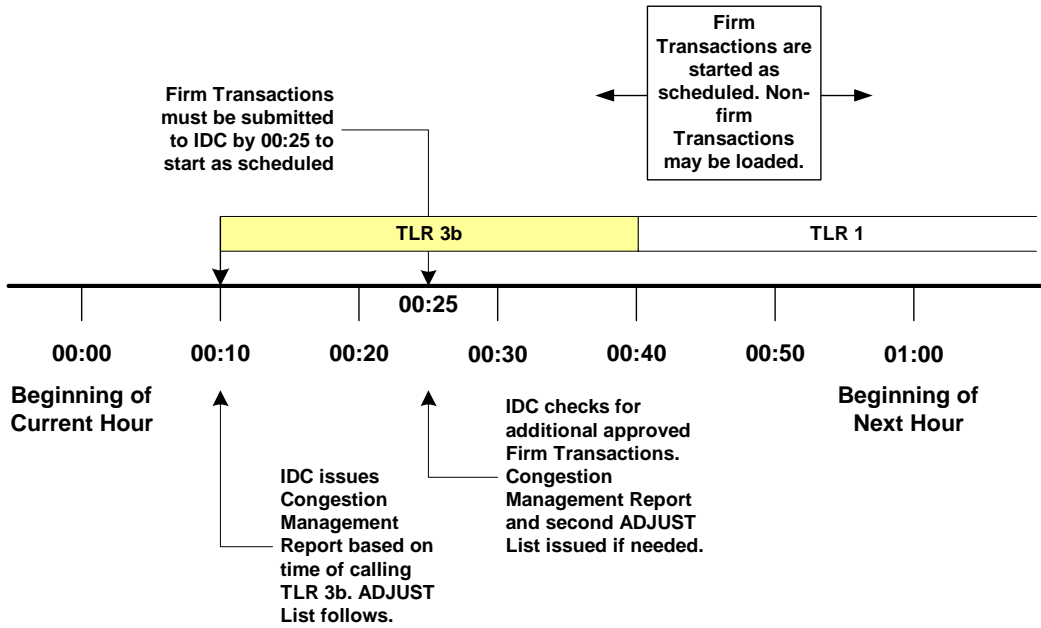 Firm
Transactions are
started as
scheduled. Non-
firm
Transactions
may be loaded.
Firm Transactions
must be submitted
to IDC by 00:25 to
start as scheduled
TLR 3b
TLR 1
00:25
00:00
00:10
00:20
00:30
00:40
00:50
01:00
Beginning of
Current Hour
Beginning of
Next Hour
IDC checks for
additional approved
Firm Transactions.
Congestion
Management Report
and second ADJUST
List issued if needed.
IDC issues
Congestion
Management
Report based on
time of calling
TLR 3b. ADJUST
List follows.